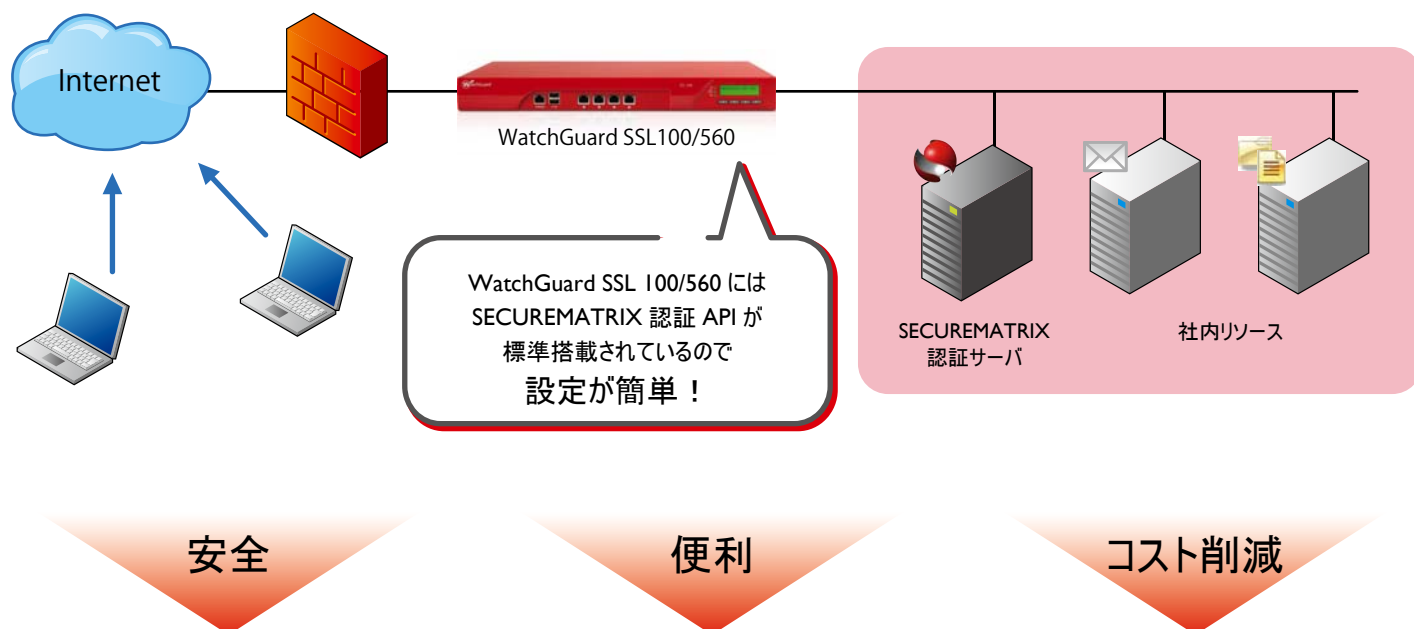 Internet
WatchGuard SSL100/560
WatchGuard SSL 100/560 には
SECUREMATRIX 認証 API が
標準搭載されているので
設定が簡単！
SECUREMATRIX
認証サーバ
社内リソース
安全
便利
コスト削減